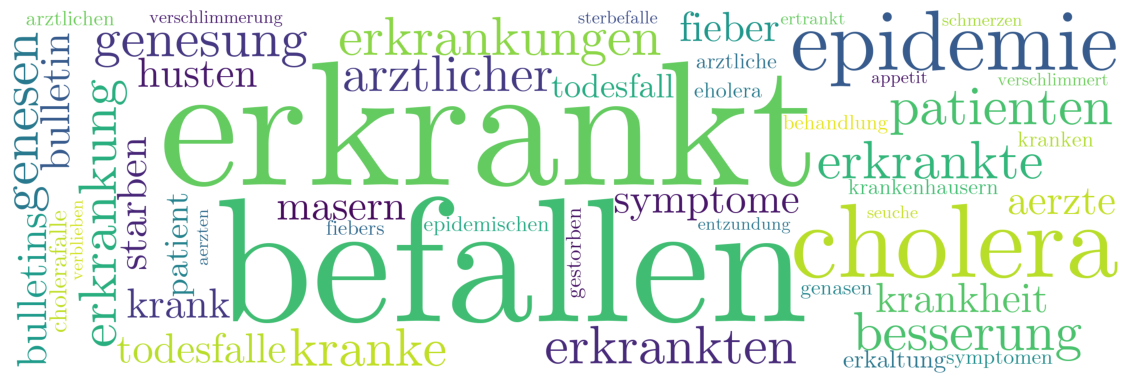 arztlichen
verschlimmerung
sterbefalle
fieber
ertrankt
schmerzen
genesen
bulletin
genesung
erkrankungen
epidemie
husten
arztlicher
arztliche
appetit
verschlimmert
todesfall
eholera
patienten
erkrankt
behandlung
kranken
erkrankung
starben
erkrankte
krankenhausern
bulletins
cholerafalle
verblieben
patient
aerzten
masern
symptome
aerzte
fiebers
epidemischen
gestorben
entzundung
seuche
befallen
cholera
krank
genasen
krankheit
todesfalle
kranke
erkrankten
besserung
erkaltung
symptomen